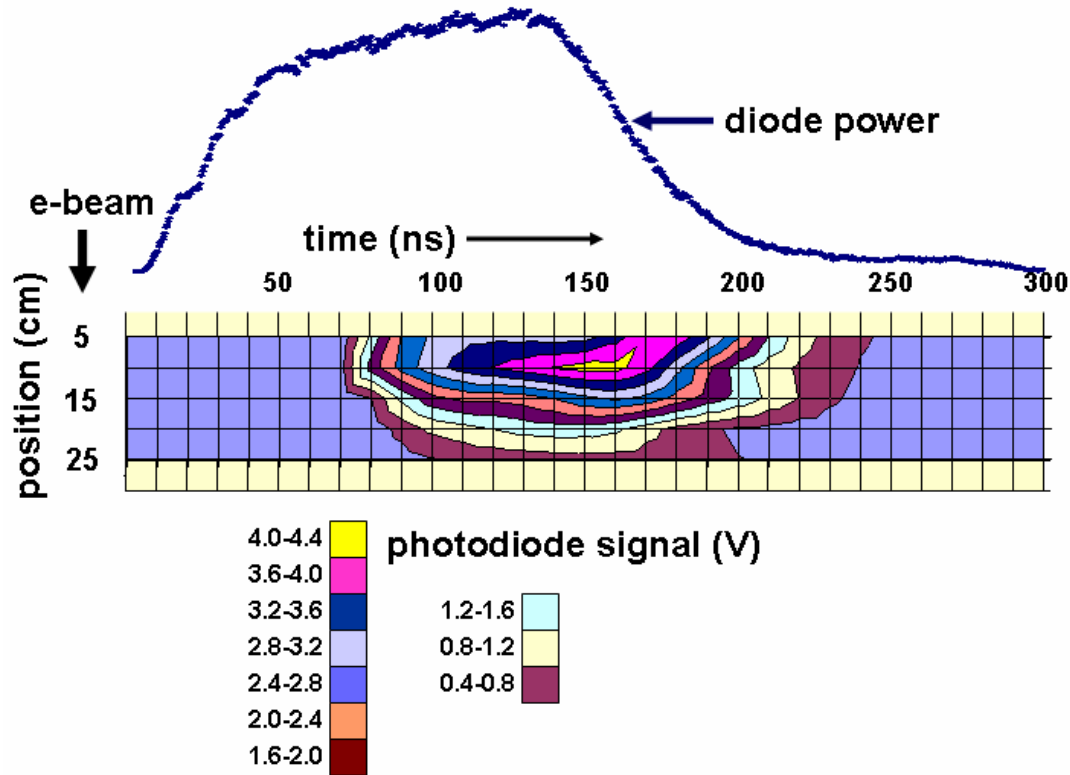 diode power
e-beam
time (ns)
50 100 150 200 250 300
position (cm)
5
15
25
photodiode signal (V)
4.0-4.4
3.6-4.0
3.2-3.6
2.8-3.2
2.4-2.8
2.0-2.4
1.6-2.0
1.2-1.6
0.8-1.2
0.4-0.8